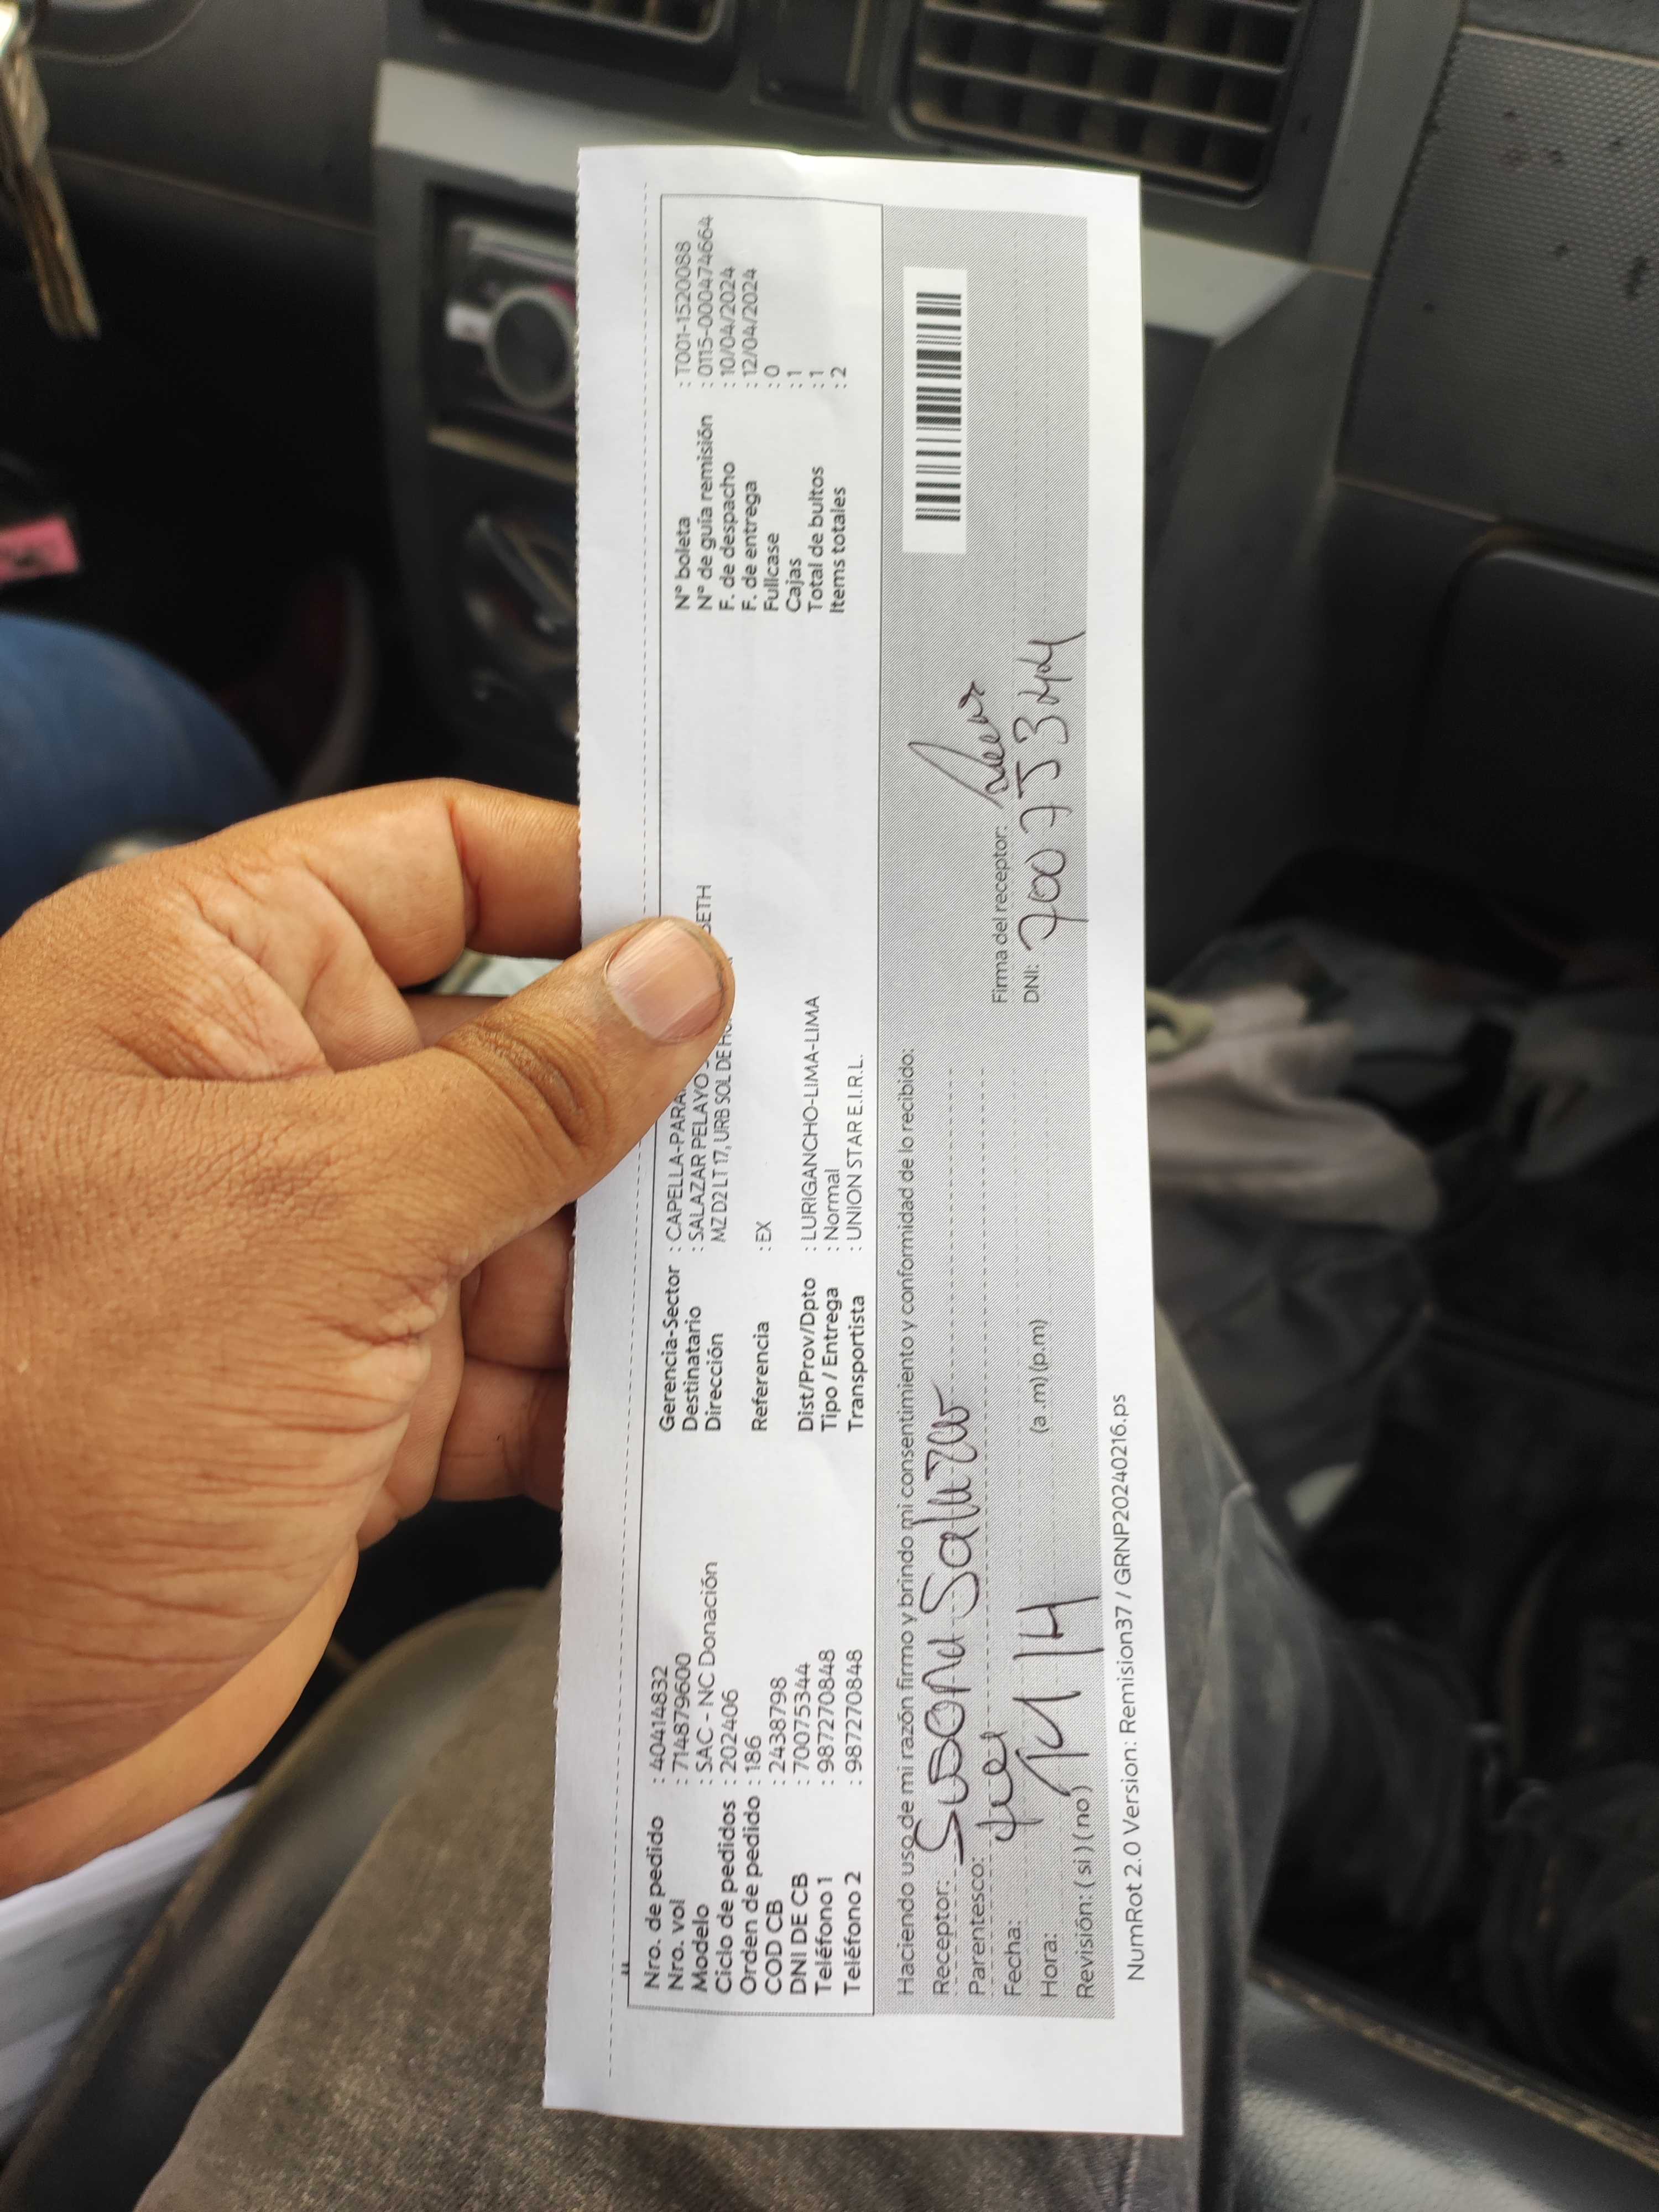 Nro. de pedido : 40414832
Nro. vol : 714879600
Modelo : SAC - NC Donación
Ciclo de pedidos : 202406
Orden de pedido : 186
COD CB : 2438798
DNI DE CB : 70075344
Teléfono 1 : 987270848
Teléfono 2 : 987270848
Gerencia-Sector : CAPELLA-PARA
Destinatario : SALAZAR PELAYO BETH
Dirección MZ D2 LT 17, URB SOL DE
Referencia : EX
Dist/Prov/Dpto : LURIGANCHO-LIMA-LIMA
Tipo / Entrega : Normal
Transportista : UNION STAR E.I.R.L.
N° boleta : T001-1520088
N° de guía remisión : 0115-0000474664
F. de despacho : 10/04/2024
F. de entrega : 12/04/2024
Fullcase : 0
Cajas : 1
Total de bultos : 1
Items totales : 2
Haciendo uso de mi razón firmo y brindo mi consentimiento y conformidad de lo recibido:
Receptor: Susana Salazar
Parentesco:
Fecha:
Hora: (a.m) (p.m)
Revisión: ( si ) ( no )
Firma del receptor:
DNI: 70075344
NumRot 2.0 Version: Remision37 / GRNP20240216.ps